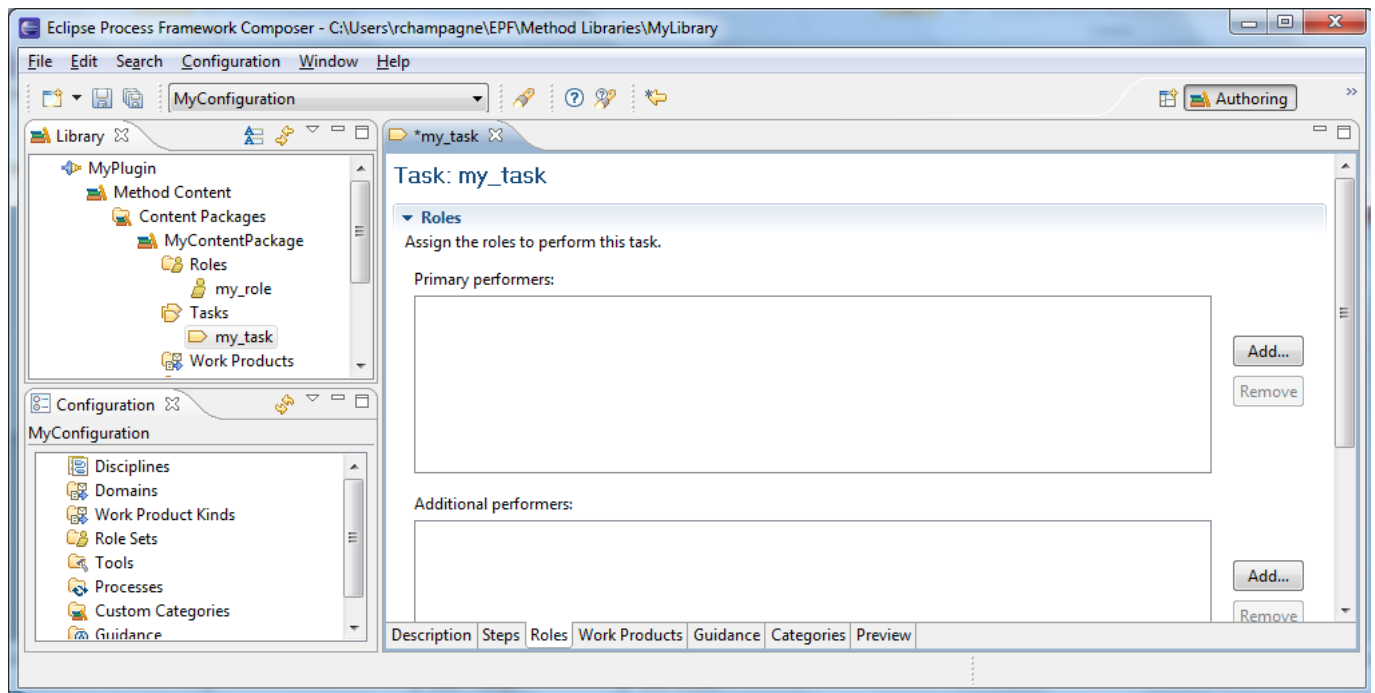 Eclipse Process Framework Composer - C:\Users\rchampagne\EPF\Method Libraries\MyLibrary
File Edit Search Configuration Window Help
MyConfiguration
Authoring
Library
MyPlugin
Method Content
Content Packages
MyContentPackage
Roles
my_role
Tasks
my_task
Work Products
Configuration
MyConfiguration
Disciplines
Domains
Work Product Kinds
Role Sets
Tools
Processes
Custom Categories
Guidance
*my_task
Task: my_task
Roles
Assign the roles to perform this task.
Primary performers:
Add...
Remove
Additional performers:
Add...
Remove
Description Steps Roles Work Products Guidance Categories Preview